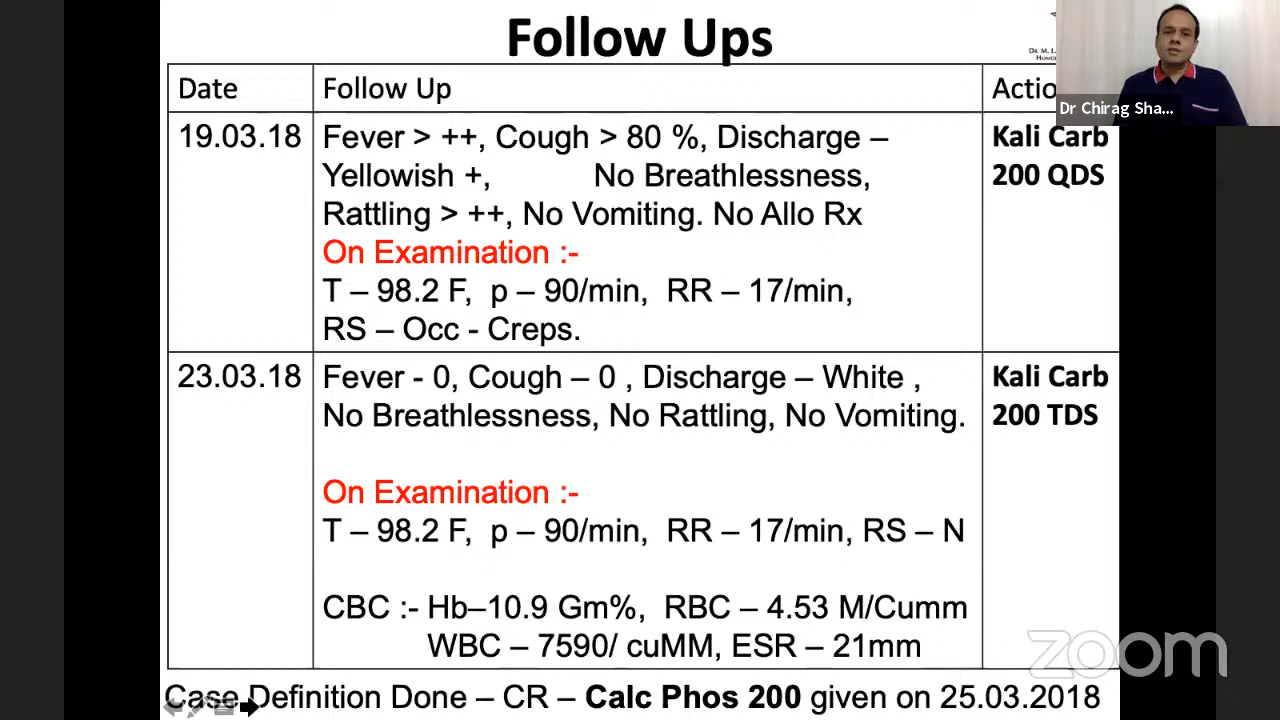 Follow Ups
DR. M. L.
Date Follow Up Actio
19.03.18 Fever > ++, Cough > 80 %, Discharge – Kali Carb
Yellowish +, No Breathlessness, 200 QDS
Rattling > ++, No Vomiting. No Allo Rx
On Examination :-
T – 98.2 F, p – 90/min, RR – 17/min,
RS – Occ - Creps.
23.03.18 Fever - 0, Cough – 0 , Discharge – White , Kali Carb
No Breathlessness, No Rattling, No Vomiting. 200 TDS
On Examination :-
T – 98.2 F, p – 90/min, RR – 17/min, RS – N
CBC :- Hb–10.9 Gm%, RBC – 4.53 M/Cumm
WBC – 7590/ cuMM, ESR – 21mm
Case Definition Done – CR – Calc Phos 200 given on 25.03.2018
Dr Chirag Sha...
zoom